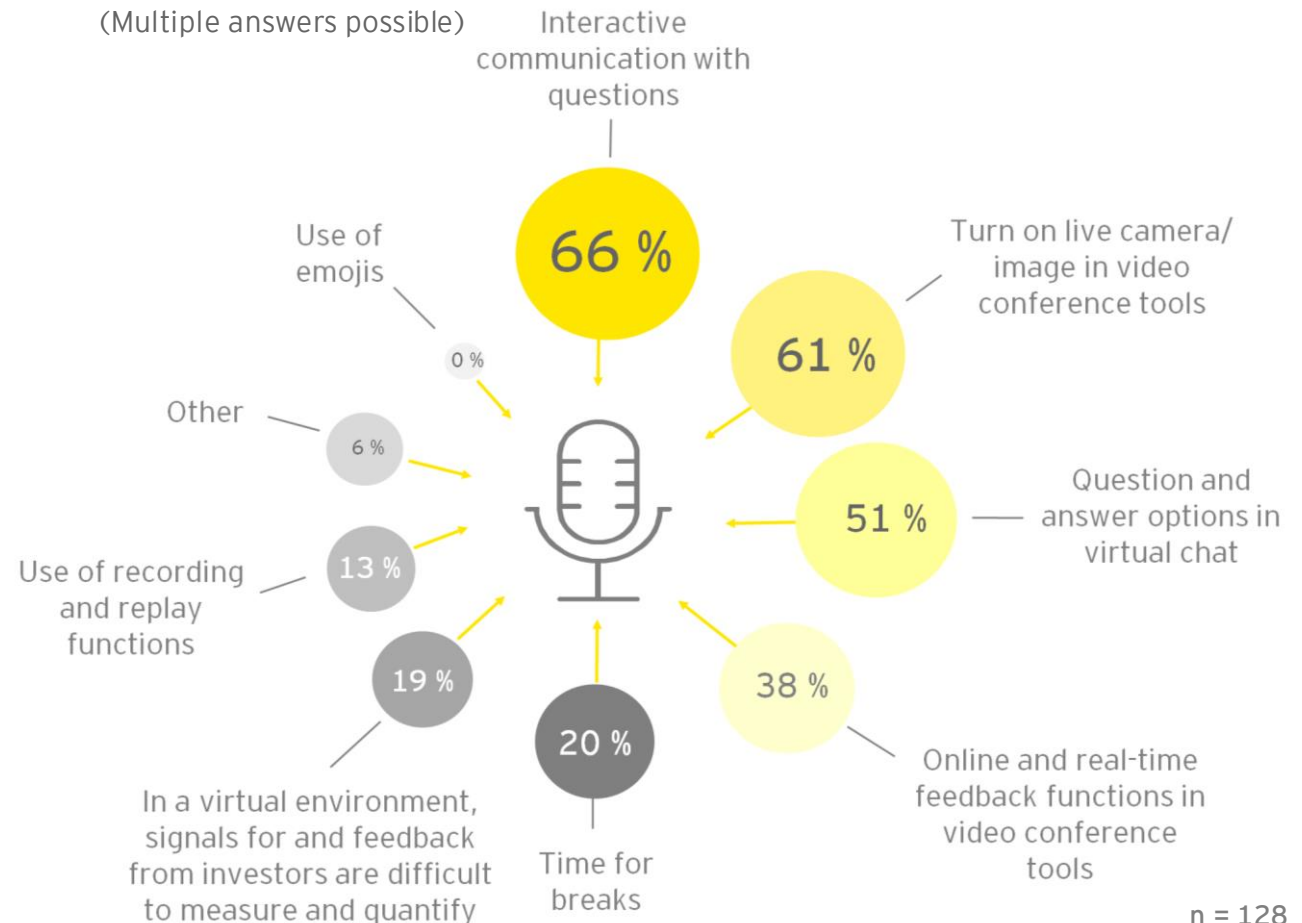 (Multiple answers possible)
Interactive
communication with
questions
66 %
Turn on live camera/
image in video
conference tools
61 %
Question and
answer options in
virtual chat
51 %
Online and real-time
feedback functions in
video conference
tools
38 %
Time for
breaks
20 %
In a virtual environment,
signals for and feedback
from investors are difficult
to measure and quantify
19 %
Use of recording
and replay
functions
13 %
Other
6 %
Use of
emojis
0 %
n = 128